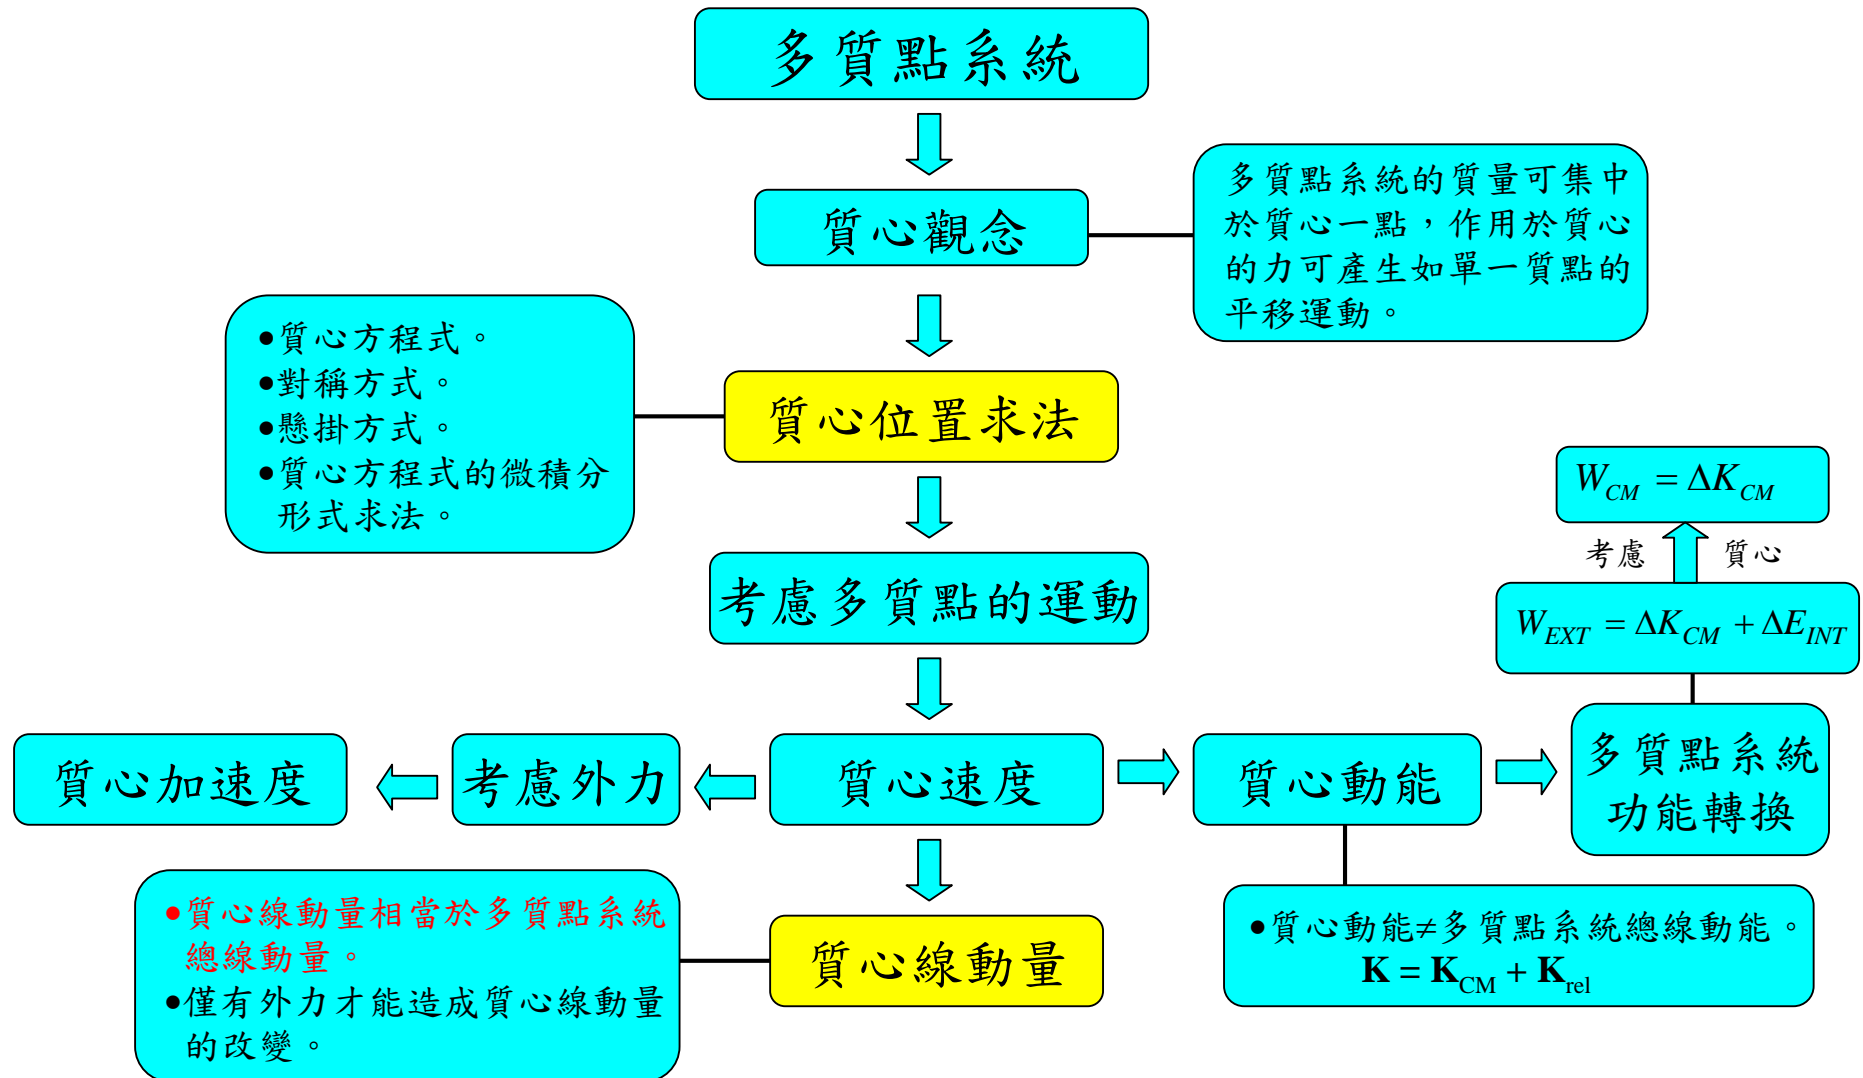 多質點系統
質心觀念
多質點系統的質量可集中
於質心一點，作用於質心
的力可產生如單一質點的
平移運動。
●質心方程式。
●對稱方式。
●懸掛方式。
●質心方程式的微積分
形式求法。
質心位置求法
考慮多質點的運動
W_CM = ΔK_CM
考慮 質心
W_EXT = ΔK_CM + ΔE_INT
多質點系統
功能轉換
質心加速度
考慮外力
質心速度
質心動能
●質心線動量相當於多質點系統
總線動量。
●僅有外力才能造成質心線動量
的改變。
質心線動量
●質心動能≠多質點系統總線動能。
K = K_CM + K_rel